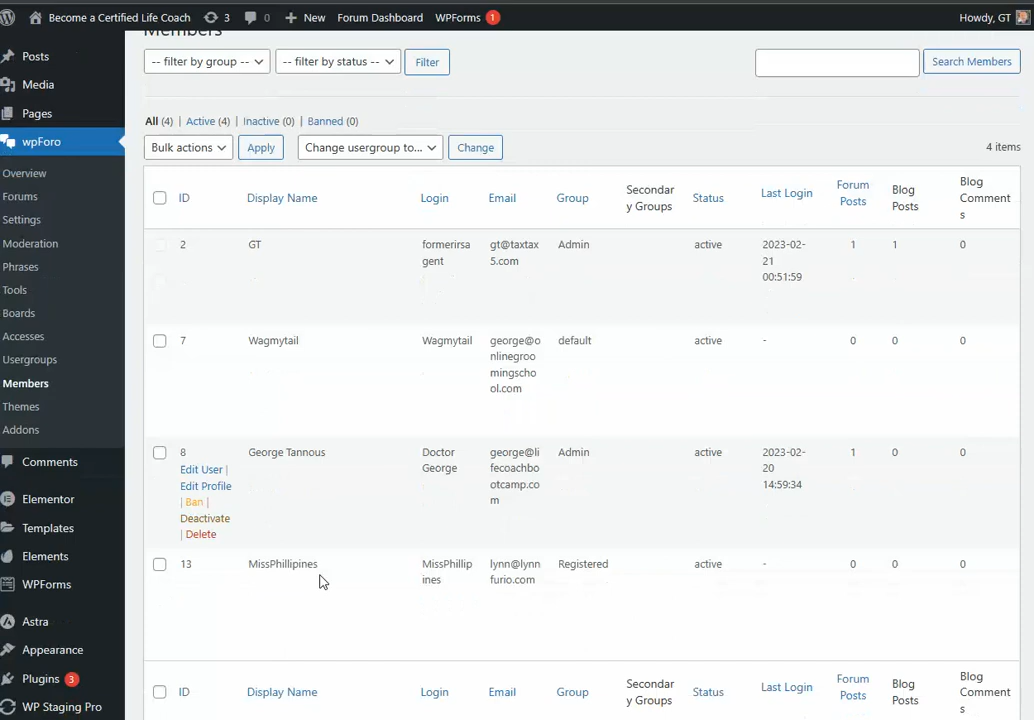 Become a Certified Life Coach 3 0 New Forum Dashboard WPForms 1 Howdy, GT
Members
-- filter by group -- -- filter by status -- Filter Search Members
All (4) | Active (4) | Inactive (0) | Banned (0)
Bulk actions Apply Change usergroup to... Change 4 items
ID Display Name Login Email Group Secondar
y Groups Status Last Login Forum
Posts Blog
Posts Blog
Comment
s
2 GT formerirsa
gent gt@taxtax
5.com Admin active 2023-02-
21
00:51:59 1 1 0
7 Wagmytail Wagmytail george@o
nlinegroo
mingscho
ol.com default active - 0 0 0
8 George Tannous Doctor
George george@li
fecoachbo
otcamp.co
m Admin active 2023-02-
20
14:59:34 1 0 0
Edit User |
Edit Profile
| Ban |
Deactivate
| Delete
13 MissPhillipines MissPhillip
ines lynn@lynn
furio.com Registered active - 0 0 0
ID Display Name Login Email Group Secondar
y Groups Status Last Login Forum
Posts Blog
Posts Blog
Comment
s
Posts
Media
Pages
wpForo
Overview
Forums
Settings
Moderation
Phrases
Tools
Boards
Accesses
Usergroups
Members
Themes
Addons
Comments
Elementor
Templates
Elements
WPForms
Astra
Appearance
Plugins 3
WP Staging Pro